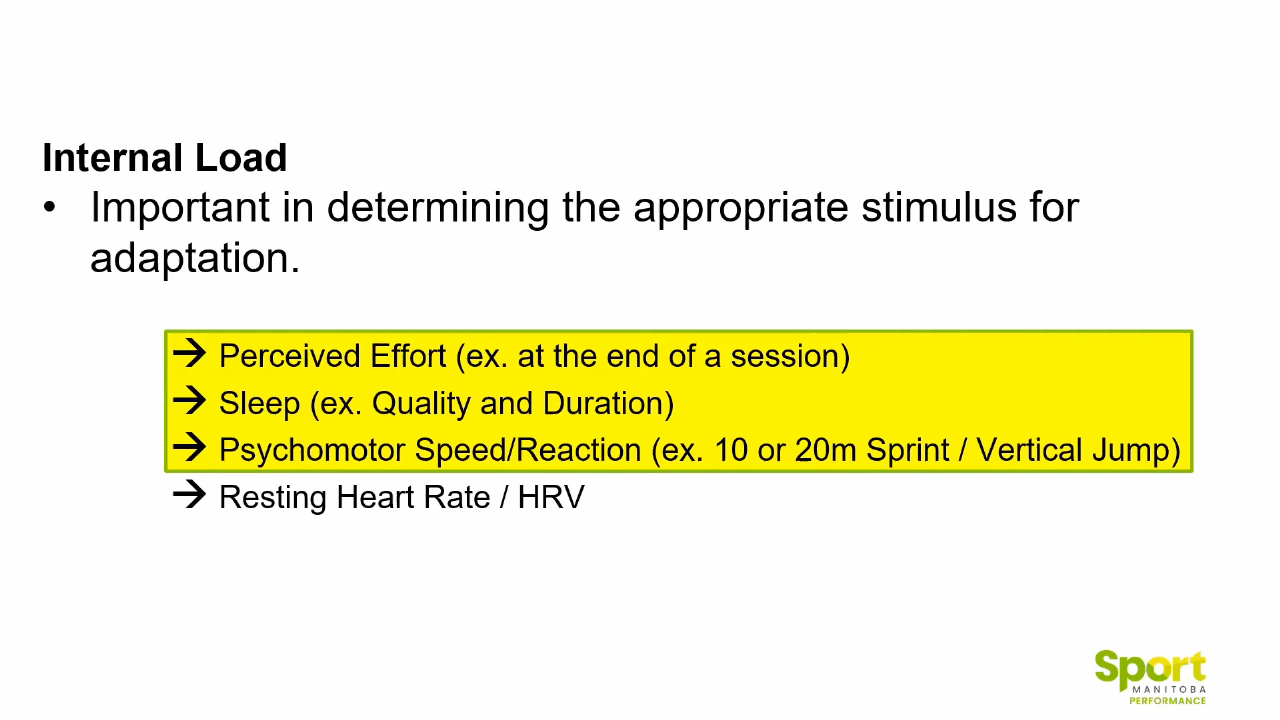 Internal Load
• Important in determining the appropriate stimulus for
adaptation.
→ Perceived Effort (ex. at the end of a session)
→ Sleep (ex. Quality and Duration)
→ Psychomotor Speed/Reaction (ex. 10 or 20m Sprint / Vertical Jump)
→ Resting Heart Rate / HRV
Sport
MANITOBA
PERFORMANCE